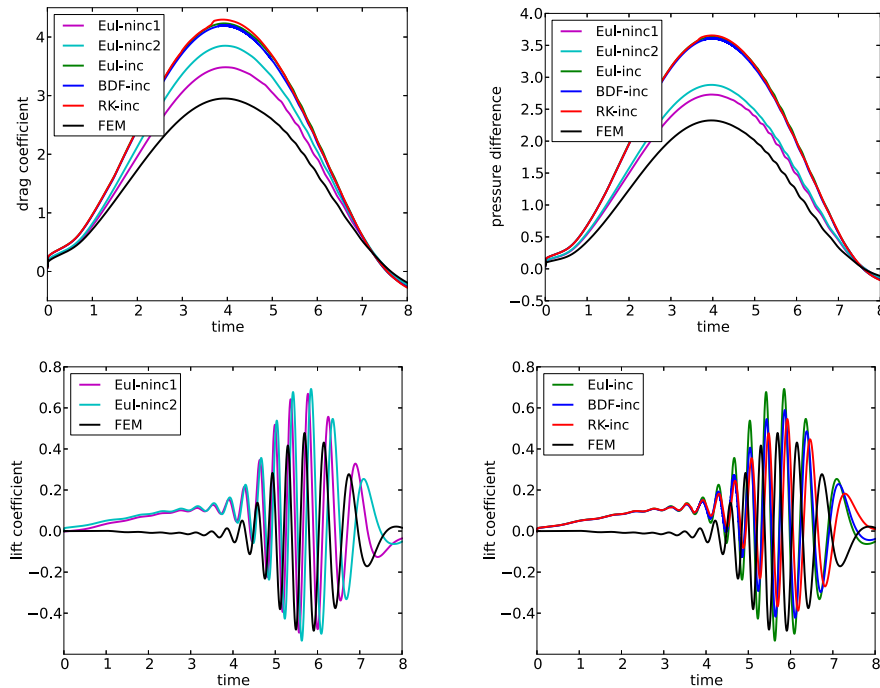 4
3
2
1
0
0
1
2
3
4
5
6
7
8
drag coefficient
time
Eul-ninc1
Eul-ninc2
Eul-inc
BDF-inc
RK-inc
FEM
4.0
3.5
3.0
2.5
2.0
1.5
1.0
0.5
0.0
−0.5
0
1
2
3
4
5
6
7
8
pressure difference
time
Eul-ninc1
Eul-ninc2
Eul-inc
BDF-inc
RK-inc
FEM
0.8
0.6
0.4
0.2
0.0
−0.2
−0.4
0
1
2
3
4
5
6
7
8
lift coefficient
time
Eul-ninc1
Eul-ninc2
FEM
0.8
0.6
0.4
0.2
0.0
−0.2
−0.4
0
1
2
3
4
5
6
7
8
lift coefficient
time
Eul-inc
BDF-inc
RK-inc
FEM